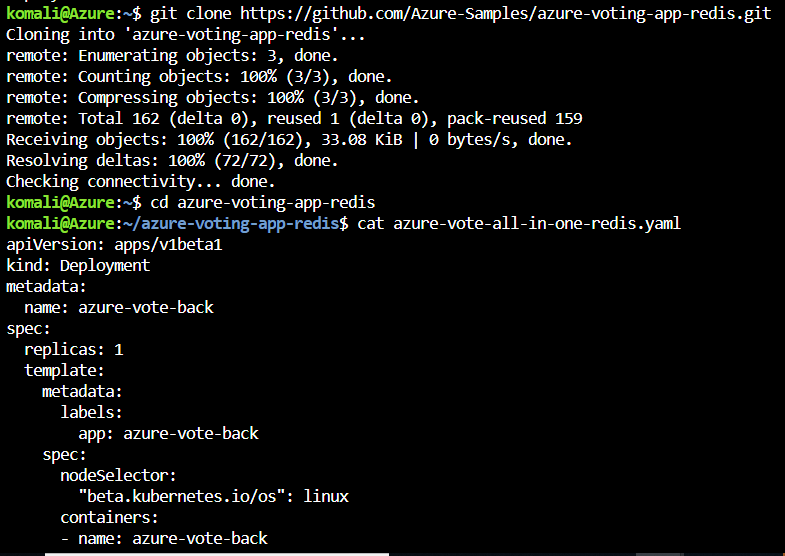 komali@Azure:~$ git clone https://github.com/Azure-Samples/azure-voting-app-redis.git
Cloning into 'azure-voting-app-redis'...
remote: Enumerating objects: 3, done.
remote: Counting objects: 100% (3/3), done.
remote: Compressing objects: 100% (3/3), done.
remote: Total 162 (delta 0), reused 1 (delta 0), pack-reused 159
Receiving objects: 100% (162/162), 33.08 KiB | 0 bytes/s, done.
Resolving deltas: 100% (72/72), done.
Checking connectivity... done.
komali@Azure:~$ cd azure-voting-app-redis
komali@Azure:~/azure-voting-app-redis$ cat azure-vote-all-in-one-redis.yaml
apiVersion: apps/v1beta1
kind: Deployment
metadata:
  name: azure-vote-back
spec:
  replicas: 1
  template:
    metadata:
      labels:
        app: azure-vote-back
    spec:
      nodeSelector:
        "beta.kubernetes.io/os": linux
      containers:
      - name: azure-vote-back